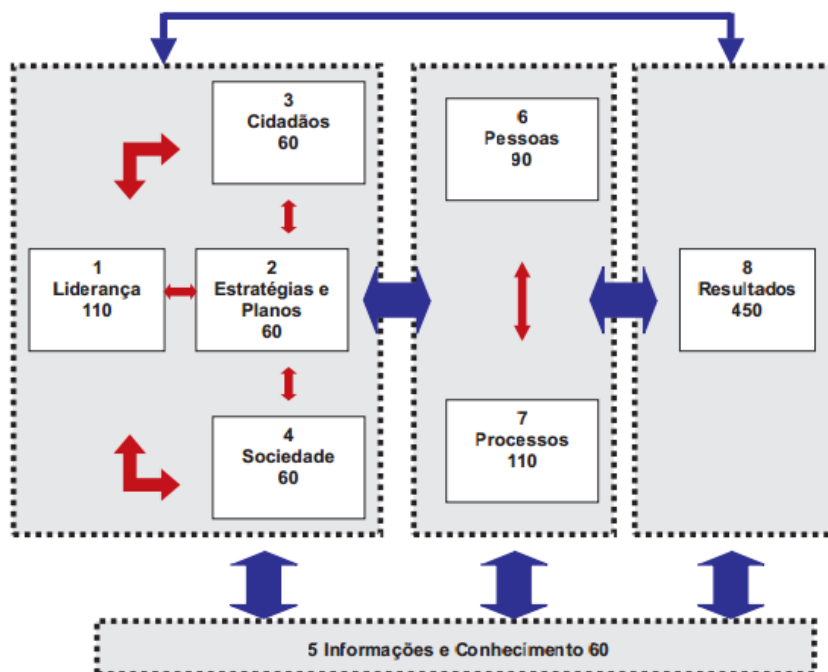 3
Cidadãos
60
6
Pessoas
90
1
Liderança
110
2
Estratégias e
Planos
60
8
Resultados
450
4
Sociedade
60
7
Processos
110
5 Informações e Conhecimento 60